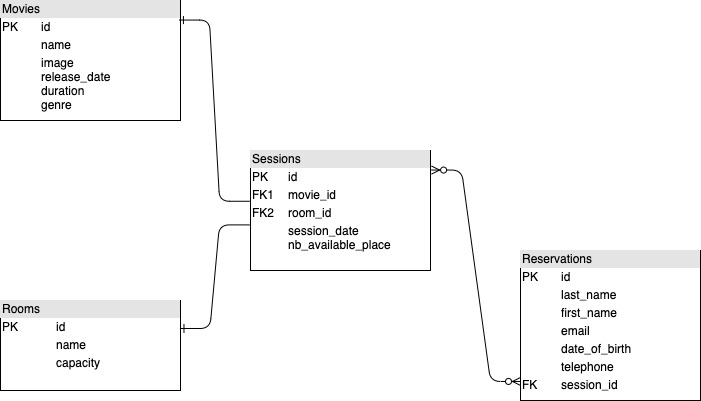 Movies
PK id
name
image
release_date
duration
genre
Sessions
PK id
FK1 movie_id
FK2 room_id
session_date
nb_available_place
Reservations
PK id
last_name
first_name
email
date_of_birth
telephone
FK session_id
Rooms
PK id
name
capacity